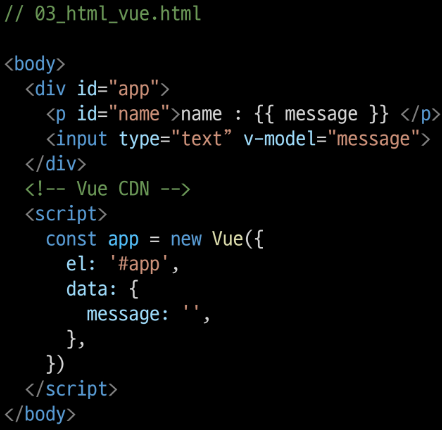 // 03_html_vue.html

<body>
  <div id="app">
    <p id="name">name : {{ message }} </p>
    <input type="text” v-model="message">
  </div>
  <!-- Vue CDN -->
  <script>
    const app = new Vue({
      el: '#app',
      data: {
        message: '',
      },
    })
  </script>
</body>